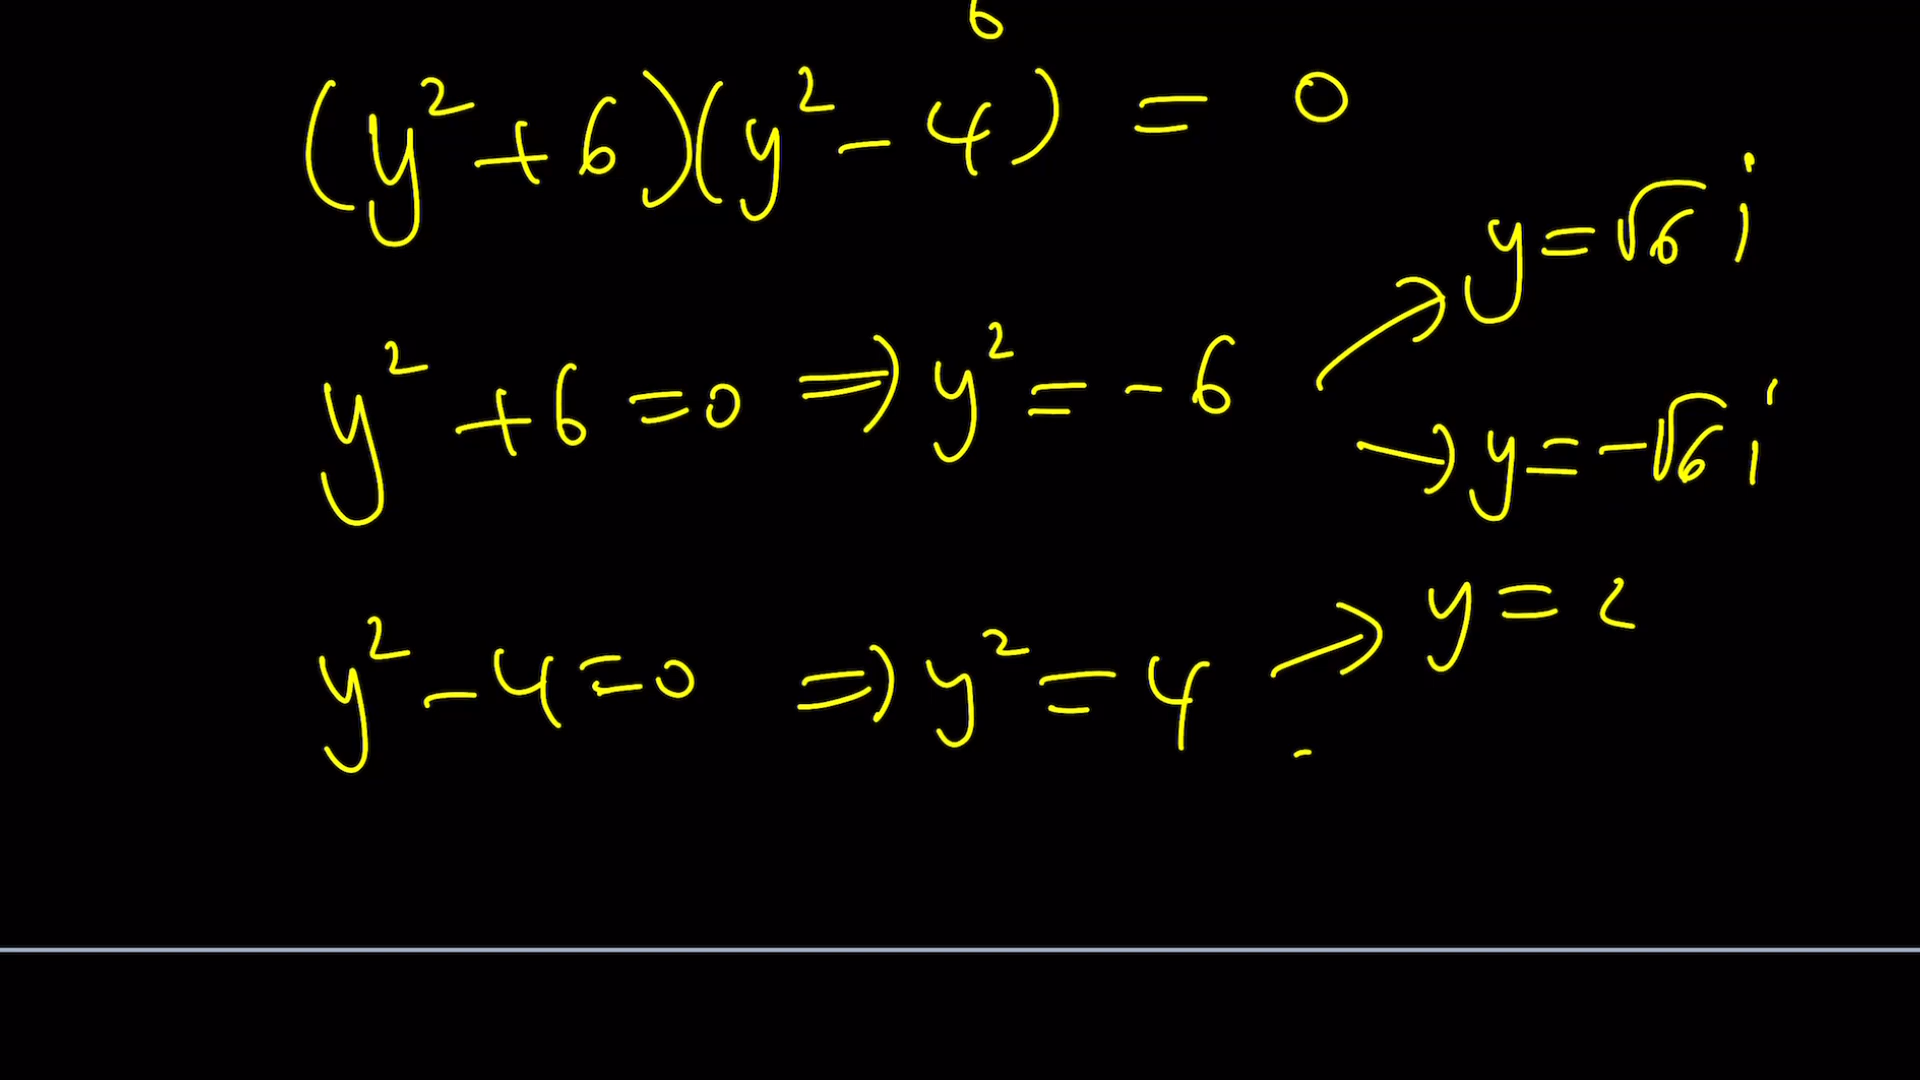 6
(y²+6)(y²-4) = 0
y=√6 i
y²+6=0 ⇒ y²=-6
→ y=-√6 i
y=2
y²-4=0 ⇒ y²=4 →
-